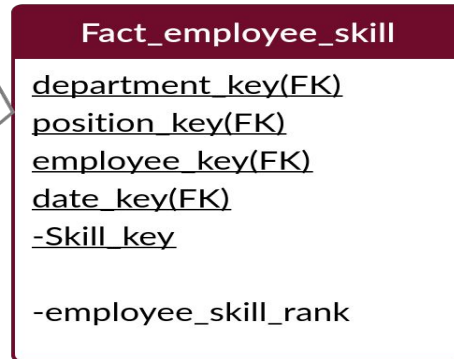 Fact_employee_skill
department_key(FK)
position_key(FK)
employee_key(FK)
date_key(FK)
-Skill_key
-employee_skill_rank